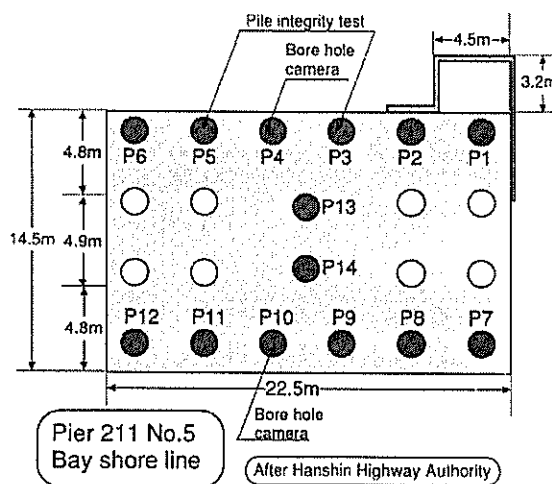 Pile integrity test
Bore hole
camera
4.5m
3.2m
P6 P5 P4 P3 P2 P1
4.8m
P13
14.5m
4.9m
P14
P12 P11 P10 P9 P8 P7
4.8m
22.5m
Bore hole
camera
Pier 211 No.5
Bay shore line
After Hanshin Highway Authority